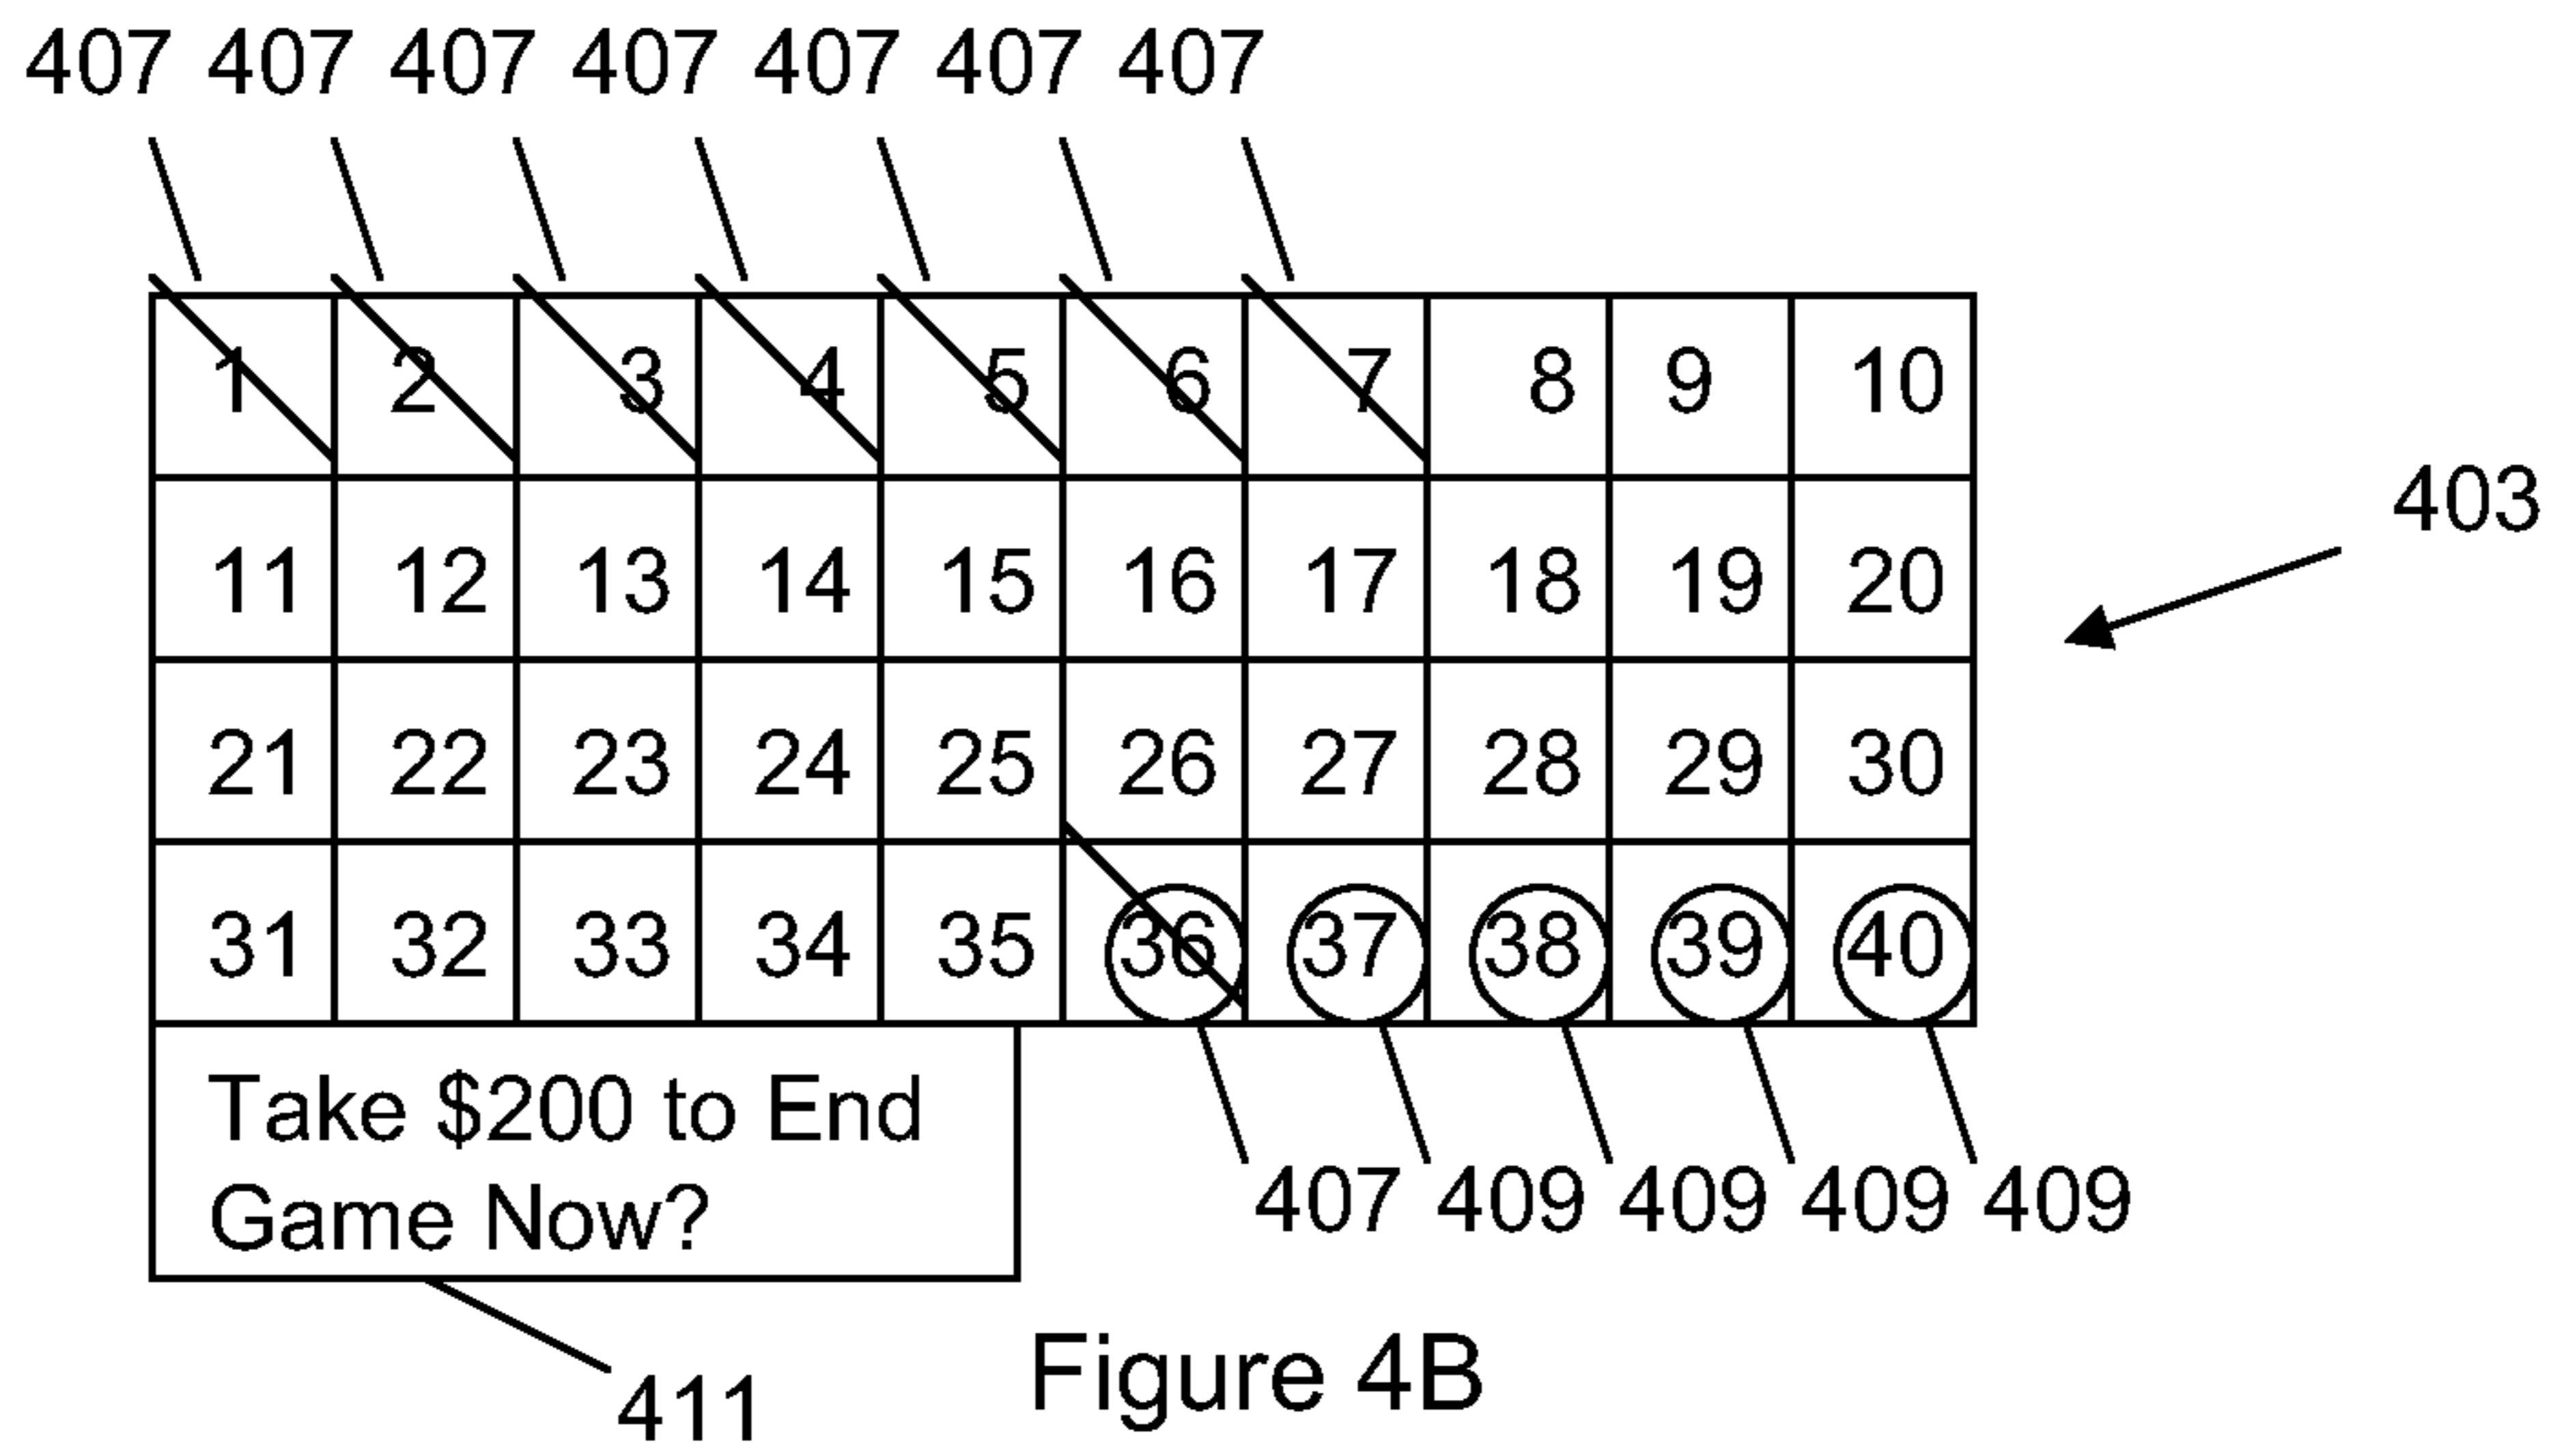 407 407 407 407 407 407 407
1 2 3 4 5 6 7 8 9 10
403
11 12 13 14 15 16 17 18 19 20
21 22 23 24 25 26 27 28 29 30
31 32 33 34 35 36 37 38 39 40
Take $200 to End
Game Now?
407 409 409 409 409
411
Figure 4B